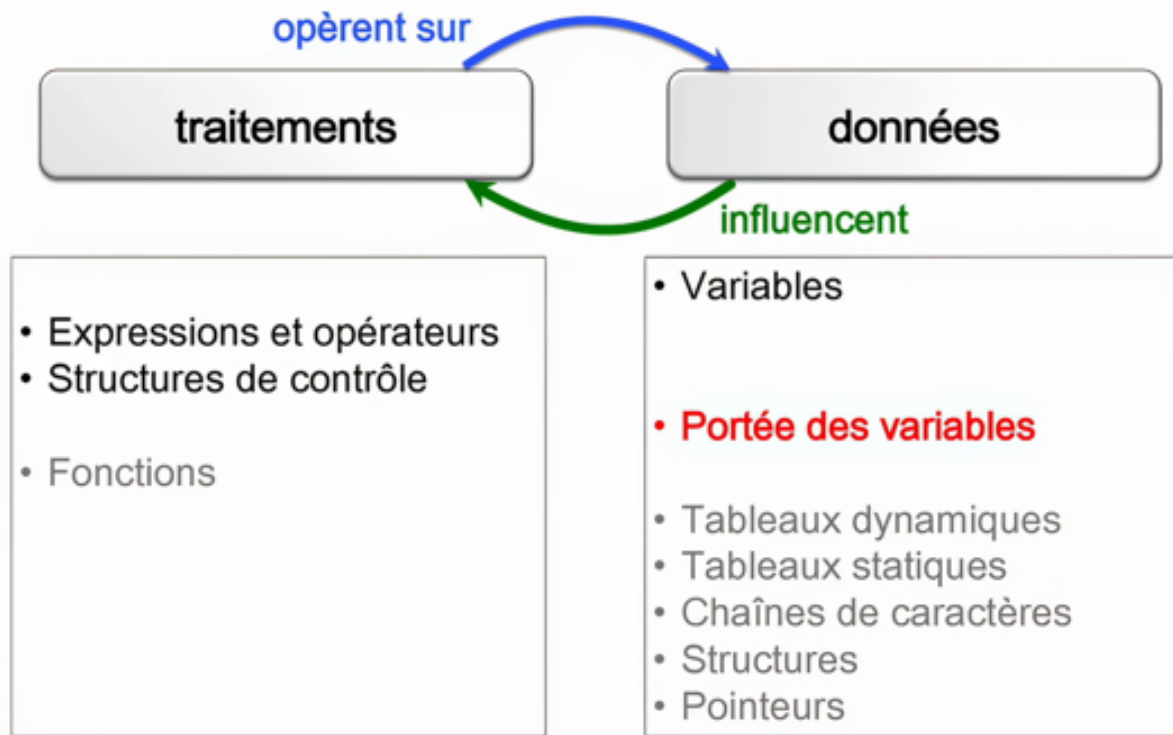 opèrent sur
traitements
données
influencent
• Expressions et opérateurs
• Structures de contrôle
• Fonctions
• Variables
• Portée des variables
• Tableaux dynamiques
• Tableaux statiques
• Chaînes de caractères
• Structures
• Pointeurs